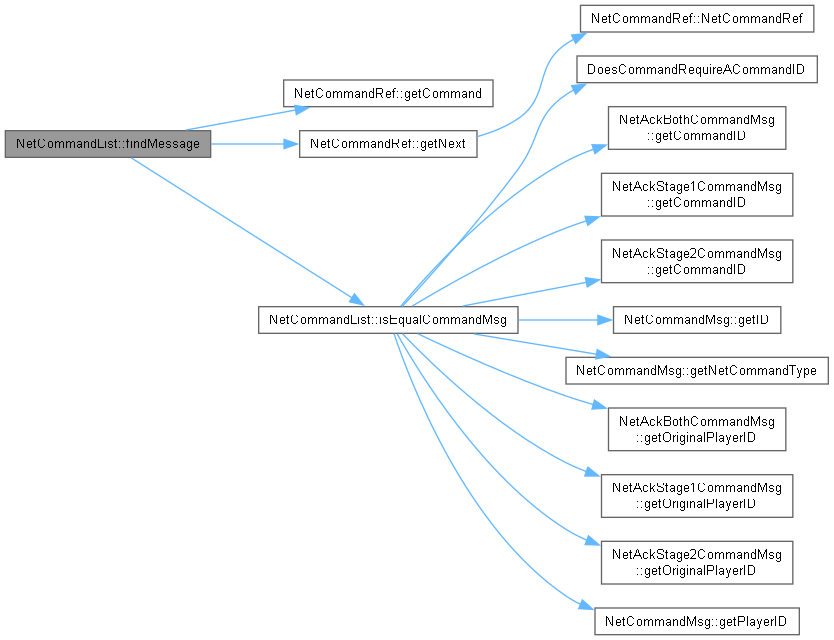 NetCommandList::findMessage
NetCommandRef::getCommand
NetCommandRef::getNext
NetCommandList::isEqualCommandMsg
NetCommandRef::NetCommandRef
DoesCommandRequireACommandID
NetAckBothCommandMsg
::getCommandID
NetAckStage1CommandMsg
::getCommandID
NetAckStage2CommandMsg
::getCommandID
NetCommandMsg::getID
NetCommandMsg::getNetCommandType
NetAckBothCommandMsg
::getOriginalPlayerID
NetAckStage1CommandMsg
::getOriginalPlayerID
NetAckStage2CommandMsg
::getOriginalPlayerID
NetCommandMsg::getPlayerID